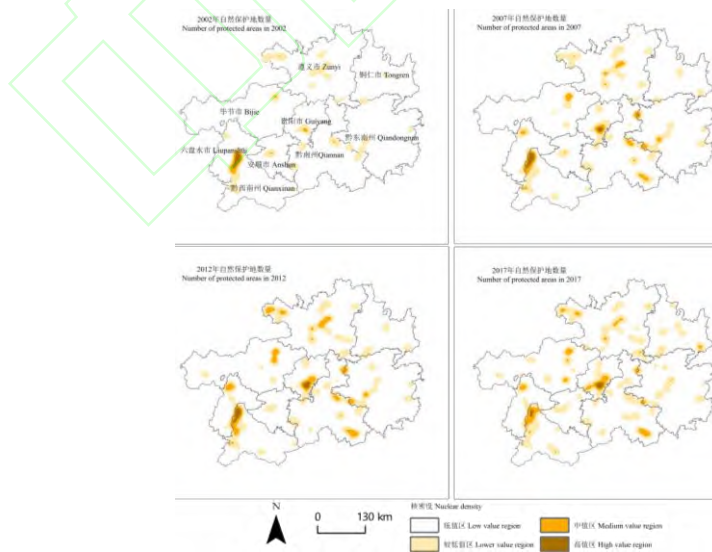 2002年自然保护地数量
Number of protected areas in 2002
遵义市 Zunyi
铜仁市 Tongren
毕节市 Bijie
贵阳市 Guiyang
黔东南州 Qiandongnan
六盘水市 Liupanshui
安顺市 Anshun
黔南州 Qiannan
黔西南州 Qianxinan
2007年自然保护地数量
Number of protected areas in 2007
2012年自然保护地数量
Number of protected areas in 2012
2017年自然保护地数量
Number of protected areas in 2017
N
0 130 km
核密度 Nuclear density
低值区 Low value region
中值区 Medium value region
较低值区 Lower value region
高值区 High value region